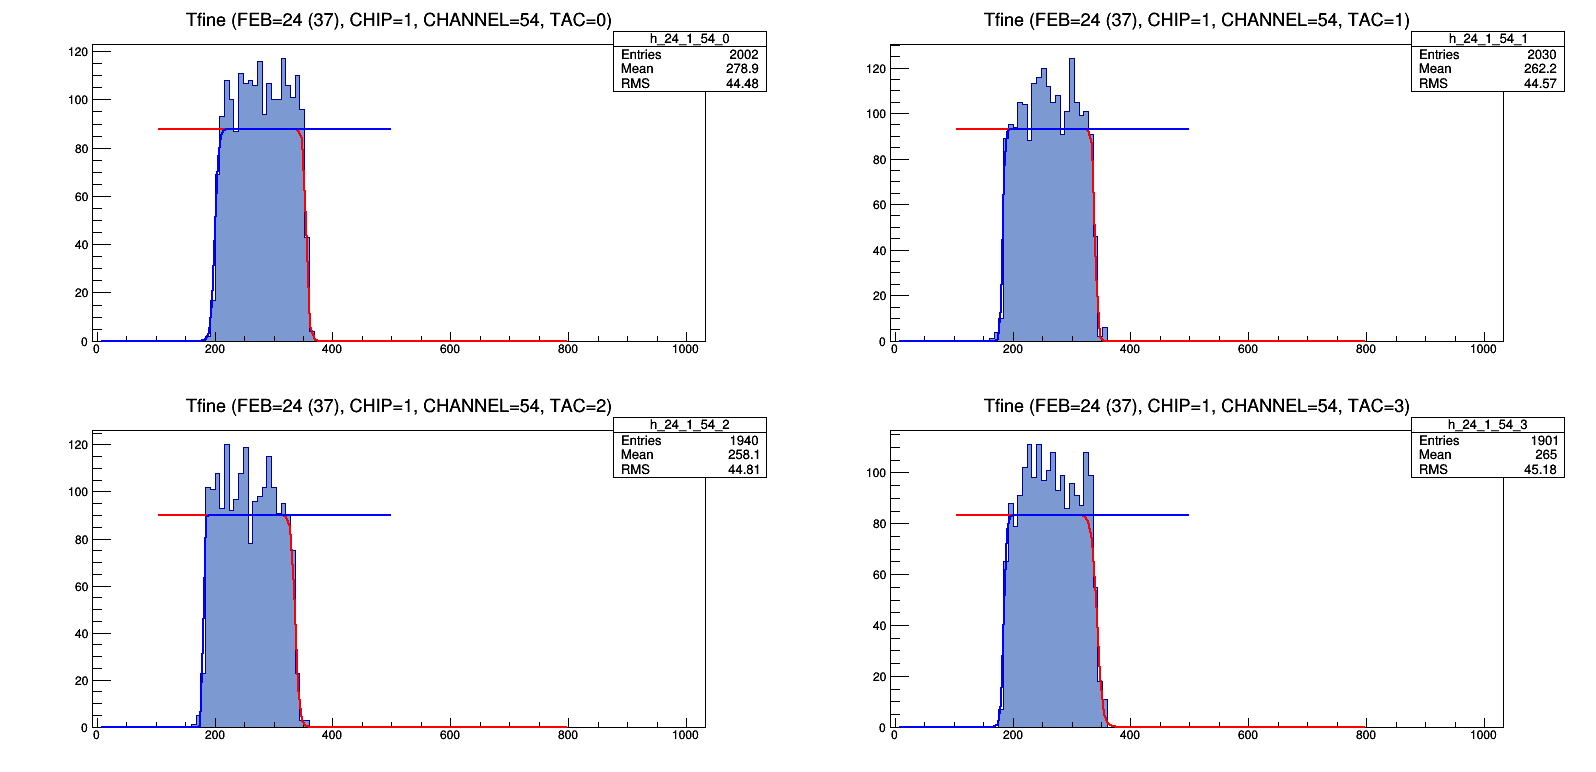 Tfine (FEB=24 (37), CHIP=1, CHANNEL=54, TAC=0)
h_24_1_54_0
Entries 2002
Mean 278.9
RMS 44.48
120
100
80
60
40
20
0
0 200 400 600 800 1000
Tfine (FEB=24 (37), CHIP=1, CHANNEL=54, TAC=1)
h_24_1_54_1
Entries 2030
Mean 262.2
RMS 44.57
120
100
80
60
40
20
0
0 200 400 600 800 1000
Tfine (FEB=24 (37), CHIP=1, CHANNEL=54, TAC=2)
h_24_1_54_2
Entries 1940
Mean 258.1
RMS 44.81
120
100
80
60
40
20
0
0 200 400 600 800 1000
Tfine (FEB=24 (37), CHIP=1, CHANNEL=54, TAC=3)
h_24_1_54_3
Entries 1901
Mean 265
RMS 45.18
100
80
60
40
20
0
0 200 400 600 800 1000